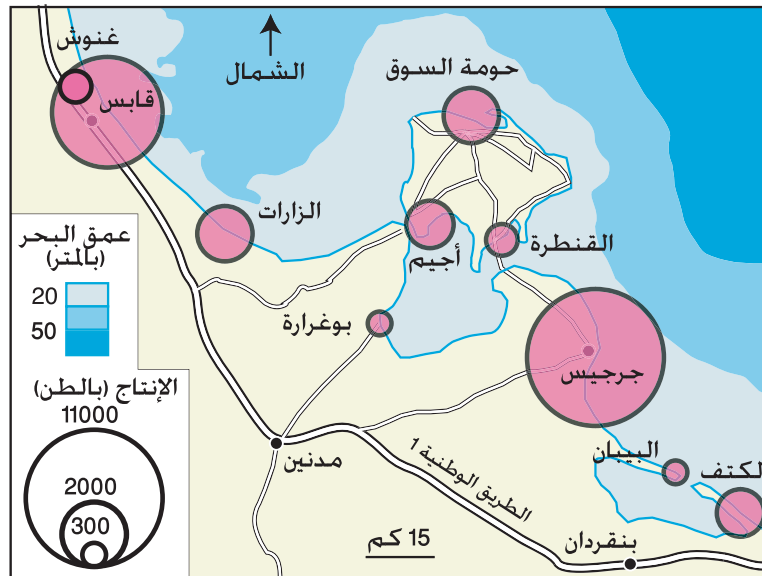 غنوش
قابس
الشمال
حومة السوق
الزارات
أجيم
القنطرة
بوغرارة
جرجيس
البيبان
الكتف
مدنين
بنقردان
الطريق الوطنية 1
15 كم
عمق البحر
(بالمتر)
20
50
الإنتاج (بالطن)
11000
2000
300